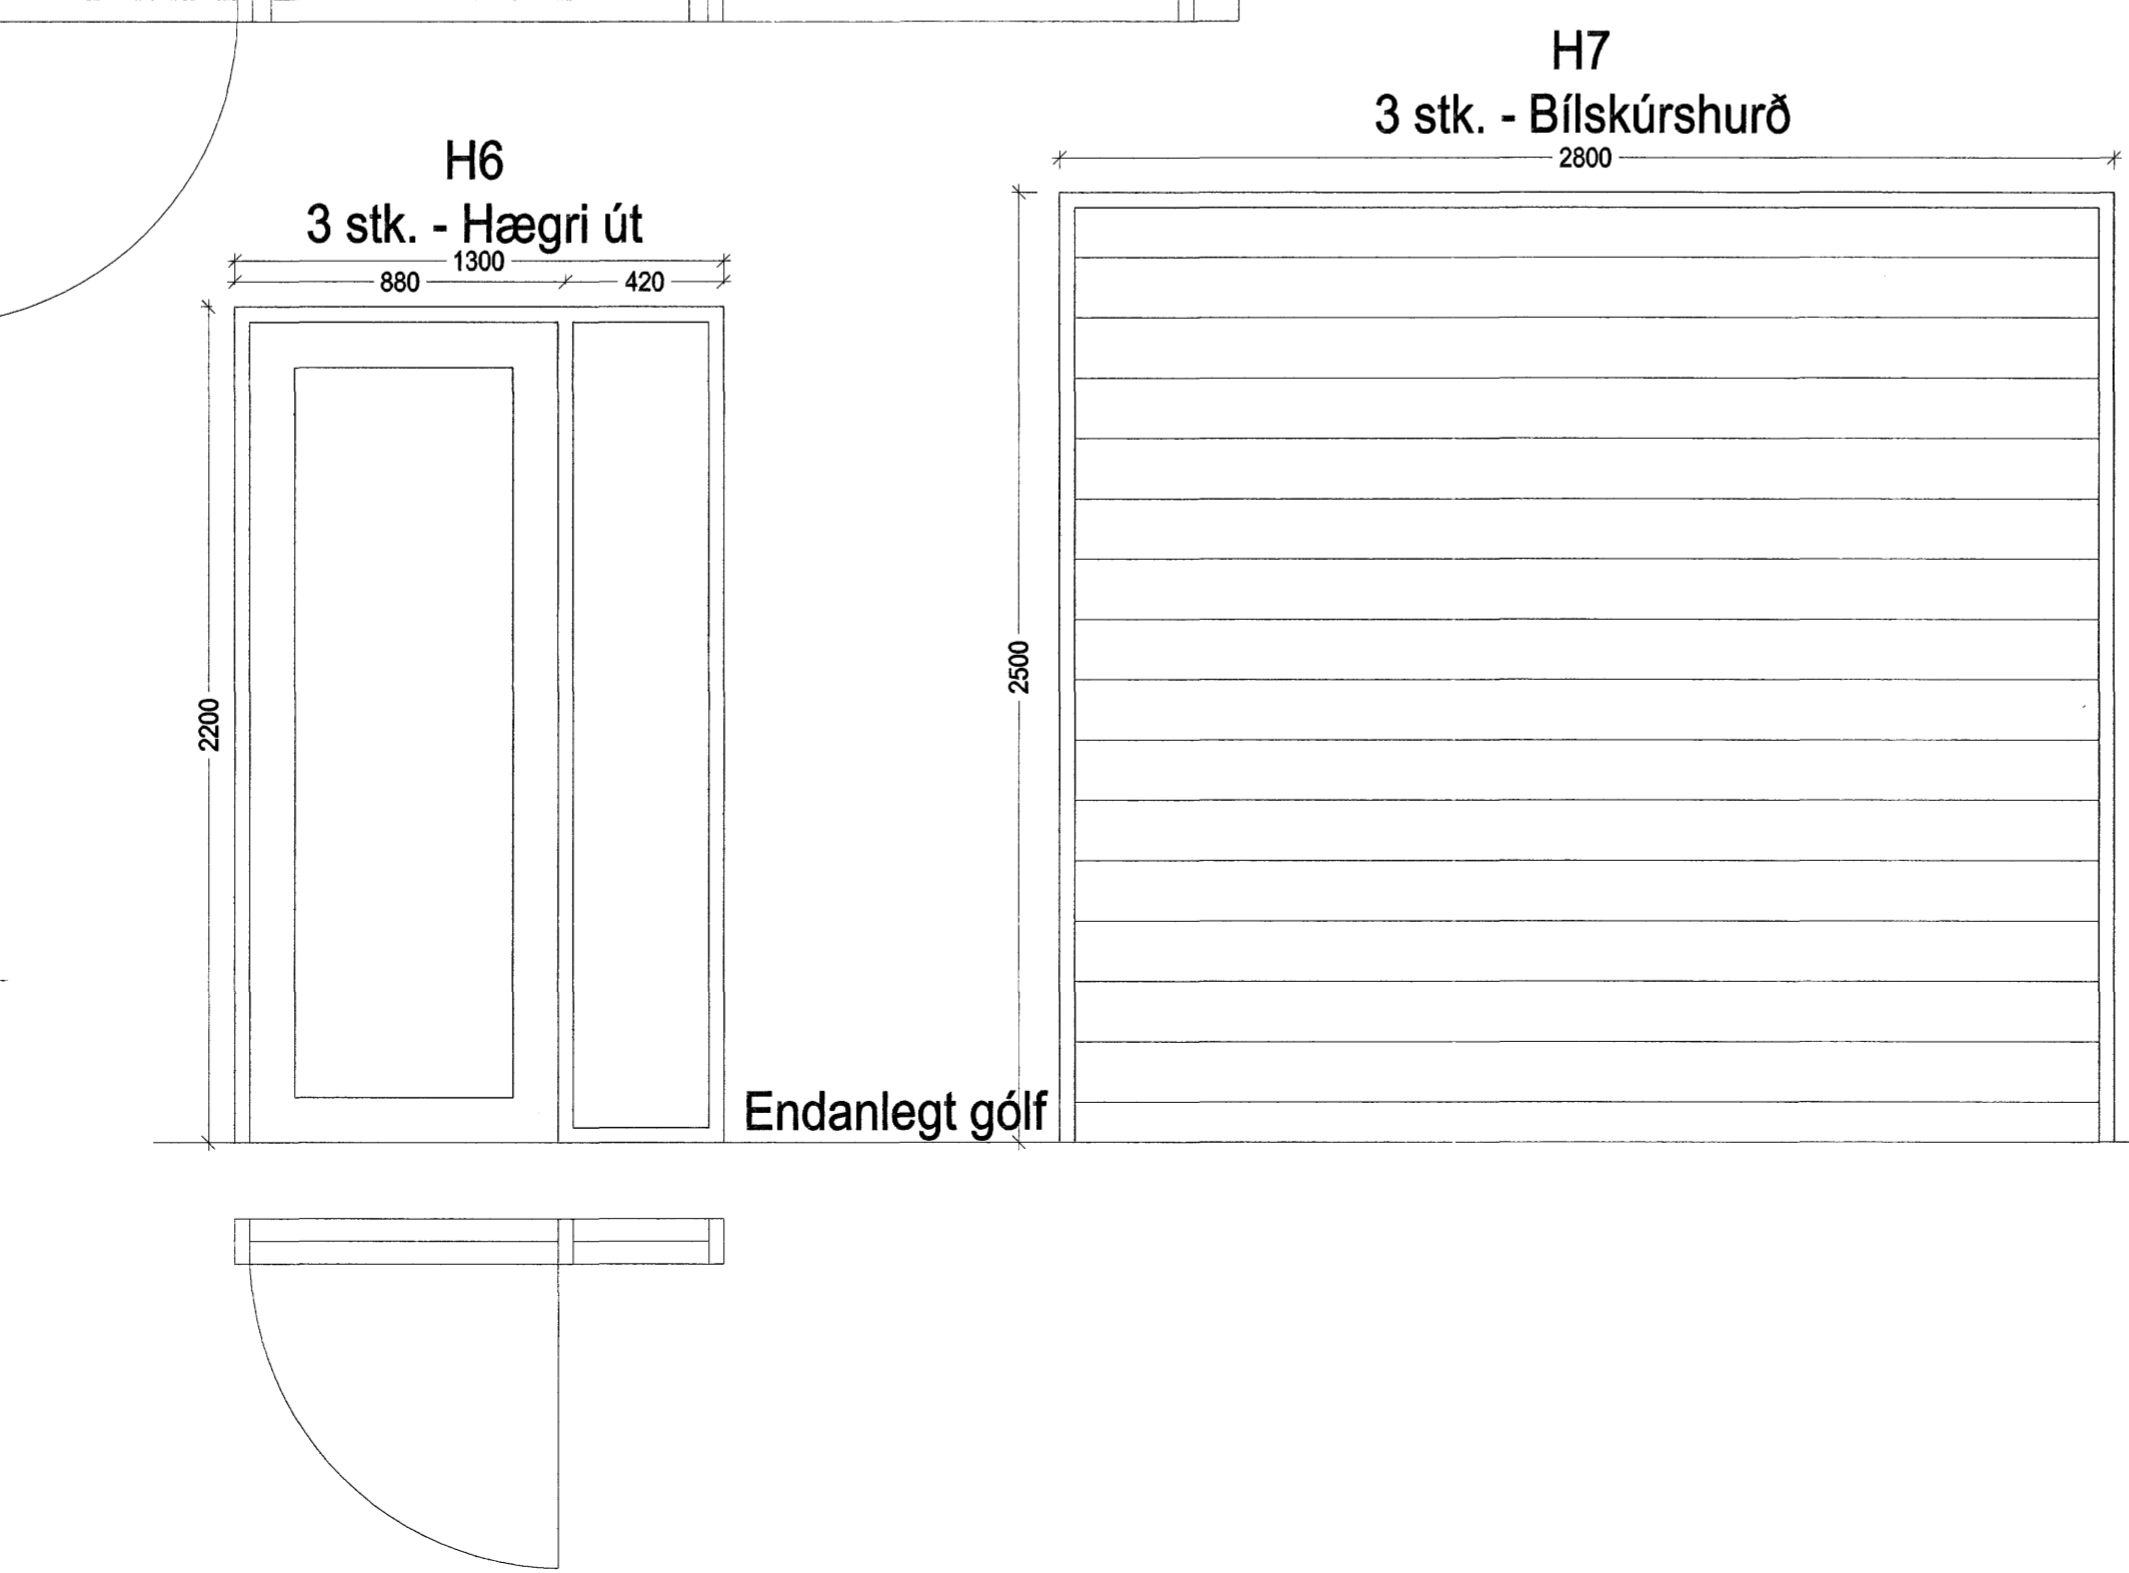 H6
3 stk. - Hægri út
1300
880
420
2200
H7
3 stk. - Bílskúrshurð
2800
2500
Endanlegt gólf